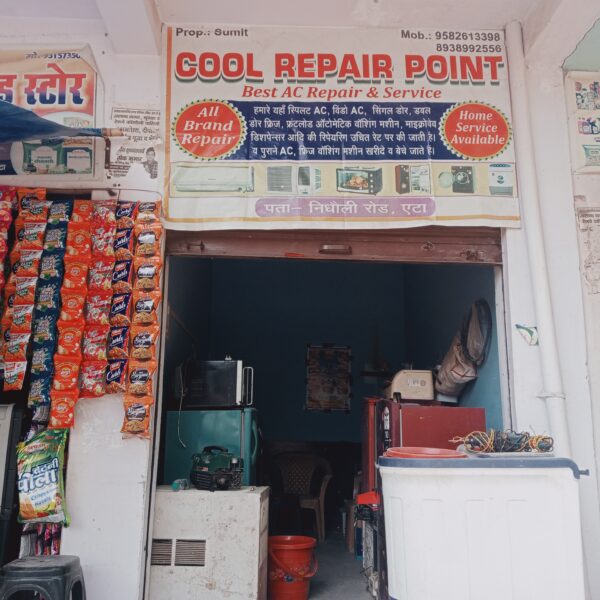 Prop.: Sumit
Mob.: 9582613398
8938992556
COOL REPAIR POINT
Best AC Repair & Service
All
Brand
Repair
हमारे यहाँ स्पिलट AC, विंडो AC, सिंगल डोर, डबल
डोर फ्रिज, फ्रंटलोड ऑटोमेटिक वॉशिंग मशीन, माइक्रोवेव
डिशपेन्सर आदि की रिपेयरिंग उचित रेट पर की जाती है।
व पुराने AC, फ्रिज वॉशिंग मशीन खरीदे व बेचे जाते हैं।
Home
Service
Available
पता- निधौली रोड, एटा
स्टोर